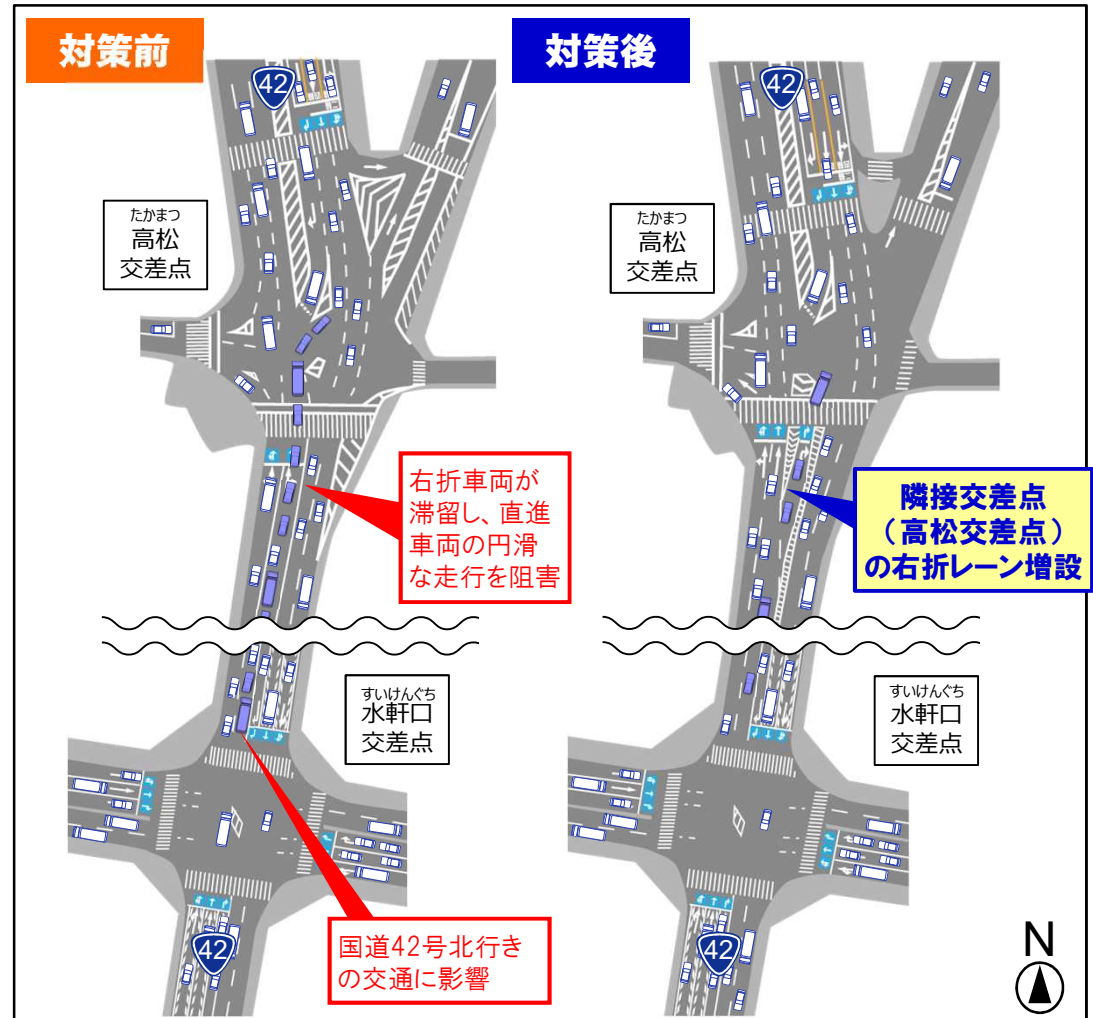 対策前
対策後
42
42
たかまつ
高松
交差点
たかまつ
高松
交差点
右折車両が
滞留し、直進
車両の円滑
な走行を阻害
隣接交差点
（高松交差点）
の右折レーン増設
すいけんぐち
水軒口
交差点
すいけんぐち
水軒口
交差点
国道42号北行き
の交通に影響
42
42
N